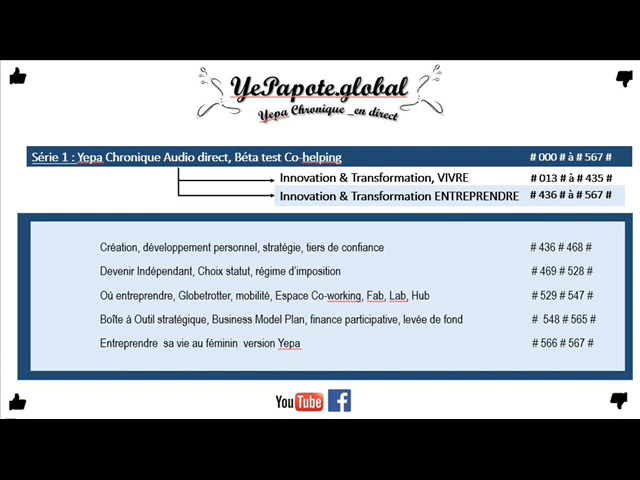 YePapote.global
Yepa Chronique _en direct
Série 1 : Yepa Chronique Audio direct, Béta test Co-helping # 000 # à # 567 #
Innovation & Transformation, VIVRE # 013 # à # 435 #
Innovation & Transformation ENTREPRENDRE # 436 # à # 567 #
Création, développement personnel, stratégie, tiers de confiance # 436 # 468 #
Devenir Indépendant, Choix statut, régime d'imposition # 469 # 528 #
Où entreprendre, Globetrotter, mobilité, Espace Co-working, Fab, Lab, Hub # 529 # 547 #
Boîte à Outil stratégique, Business Model Plan, finance participative, levée de fond # 548 # 565 #
Entreprendre sa vie au féminin version Yepa # 566 # 567 #
YouTube f